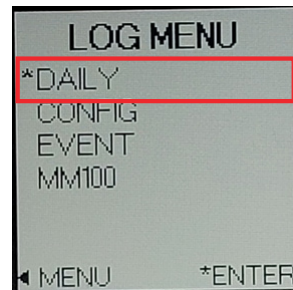 LOG MENU
*DAILY
CONFIG
EVENT
MM100
◄ MENU *ENTER